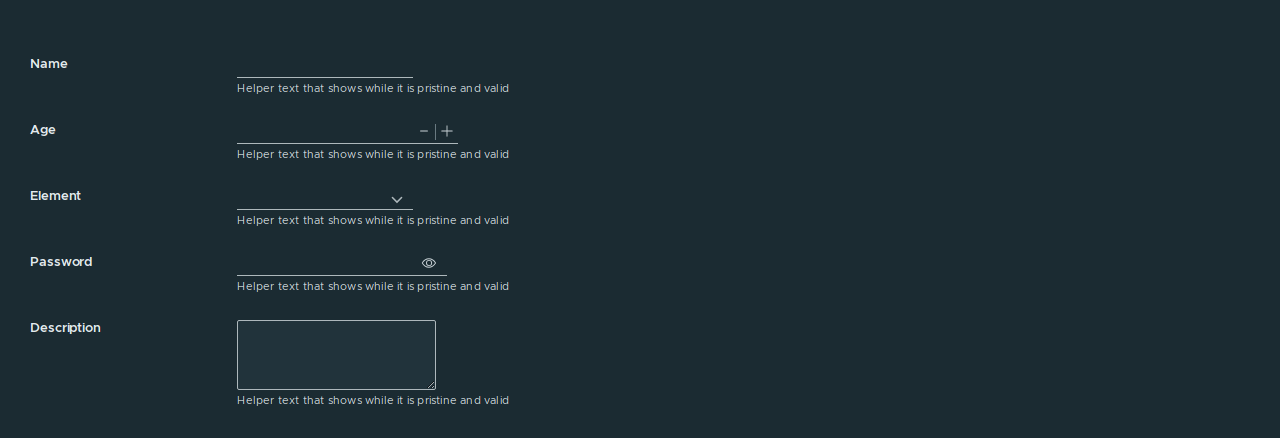 Name
Helper text that shows while it is pristine and valid
Age
Helper text that shows while it is pristine and valid
Element
Helper text that shows while it is pristine and valid
Password
Helper text that shows while it is pristine and valid
Description
Helper text that shows while it is pristine and valid